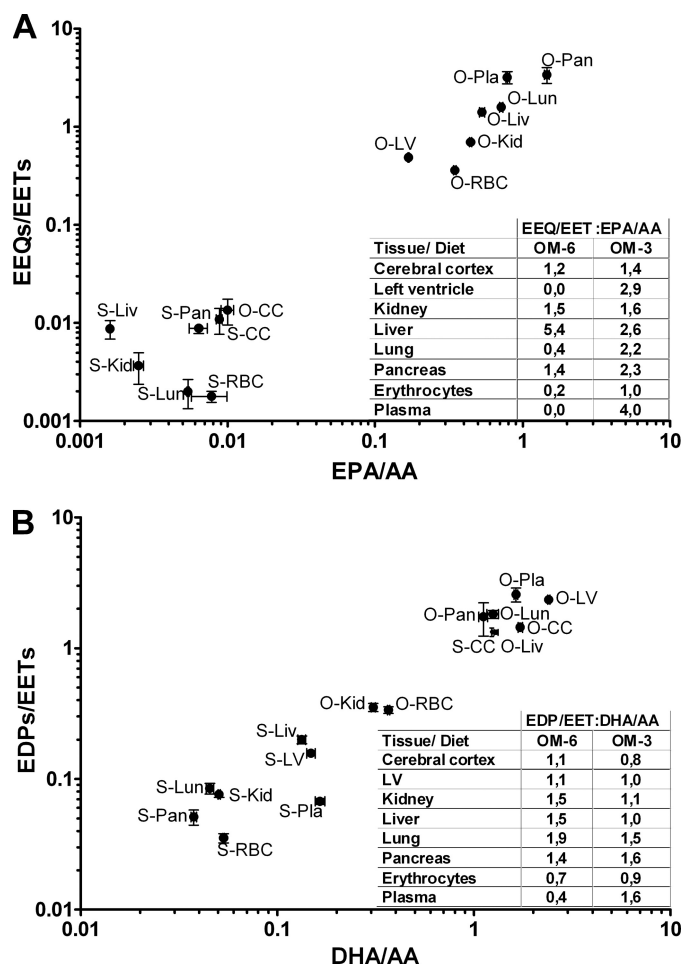 A
10
O-Pan
O-Pla
O-Lun
O-Liv
1
O-LV
O-Kid
O-RBC
EEQs/EETs
0.1
EEQ/EET :EPA/AA
Tissue/ Diet OM-6 OM-3
Cerebral cortex 1,2 1,4
Left ventricle 0,0 2,9
Kidney 1,5 1,6
Liver 5,4 2,6
Lung 0,4 2,2
Pancreas 1,4 2,3
Erythrocytes 0,2 1,0
Plasma 0,0 4,0
S-Liv S-Pan O-CC
0.01
S-CC
S-Kid
S-Lun S-RBC
0.001
0.001 0.01 0.1 1 10
EPA/AA
B
10
O-Pla
O-LV
O-Pan O-Lun
O-CC
S-CC O-Liv
1
EDPs/EETs
O-Kid O-RBC
S-Liv
S-LV
0.1
S-Lun S-Kid
S-Pla
S-Pan
S-RBC
EDP/EET:DHA/AA
Tissue/ Diet OM-6 OM-3
Cerebral cortex 1,1 0,8
LV 1,1 1,0
Kidney 1,5 1,1
Liver 1,5 1,0
Lung 1,9 1,5
Pancreas 1,4 1,6
Erythrocytes 0,7 0,9
Plasma 0,4 1,6
0.01
0.01 0.1 1 10
DHA/AA